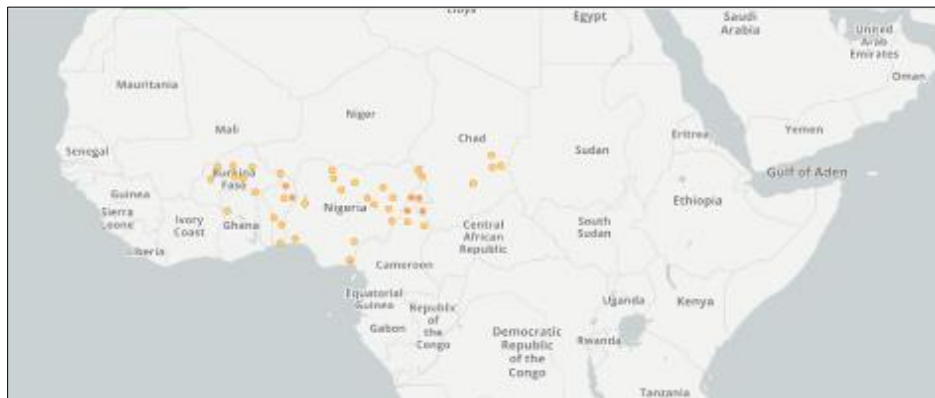 Libya
Egypt
Saudi
Arabia
United
Arab
Emirates
Oman
Mauritania
Mali
Niger
Chad
Sudan
Eritrea
Yemen
Gulf of Aden
Senegal
Burkina
Faso
Guinea
Sierra
Leone
Ivory
Coast
Ghana
Nigeria
Liberia
Ethiopia
South
Sudan
Central
African
Republic
Cameroon
Equatorial
Guinea
Gabon
Republic
of
the
Congo
Uganda
Kenya
Democratic
Republic
of the
Congo
Rwanda
Tanzania